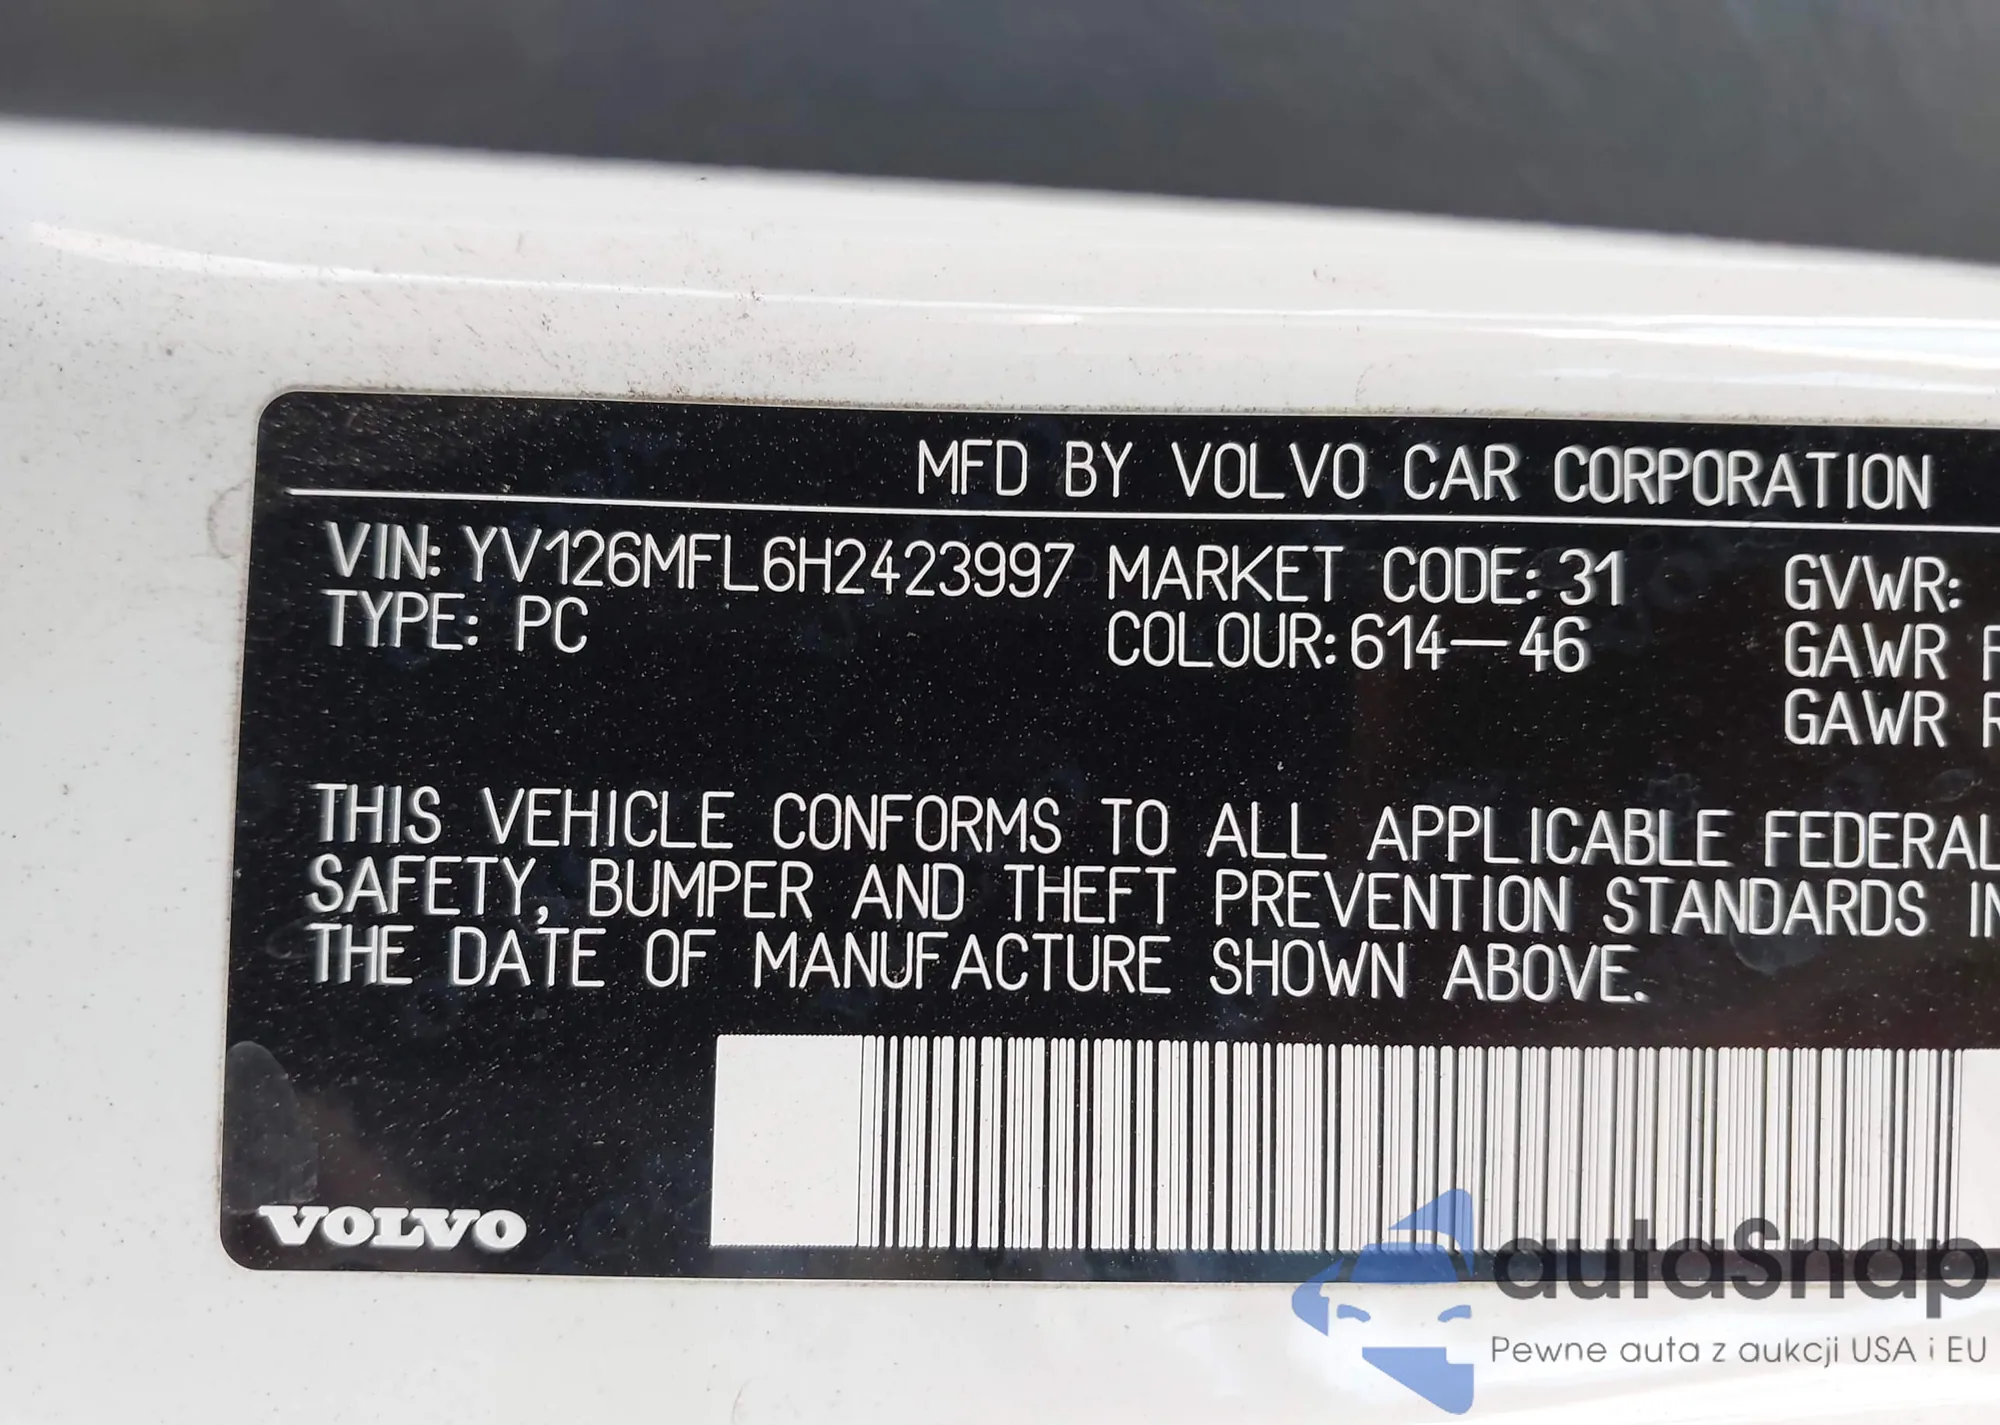 MFD BY VOLVO CAR CORPORATION
VIN: YV126MFL6H2423997 MARKET CODE: 31 GVWR:
TYPE: PC COLOUR: 614-46 GAWR F
GAWR R
THIS VEHICLE CONFORMS TO ALL APPLICABLE FEDERAL
SAFETY, BUMPER AND THEFT PREVENTION STANDARDS IN
THE DATE OF MANUFACTURE SHOWN ABOVE.
VOLVO
autaSnap
Pewne auta z aukcji USA i EU